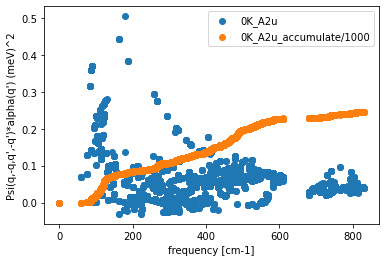 0K_A2u
0K_A2u_accumulate/1000
Psi(q,-q,q',-q')*alpha(q') (meV)^2
0.5
0.4
0.3
0.2
0.1
0.0
0 200 400 600 800
frequency [cm-1]